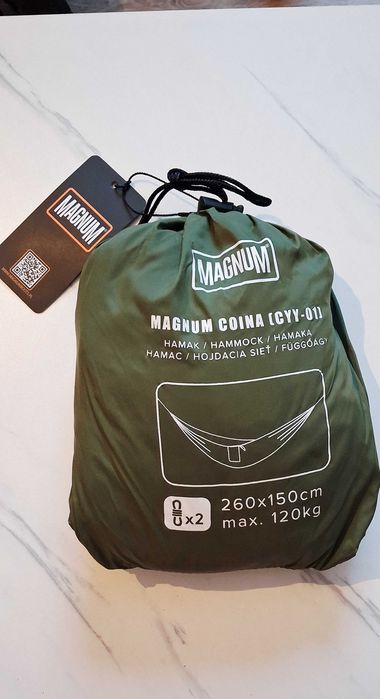 MAGNUM
MAGNUM
MAGNUM COINA (CYY-01)
HAMAK / HAMMOCK / HAMAKA
HAMAC / HOJDACIA SIEŤ / FÜGGŐÁGY
x2
260x150cm
max. 120kg